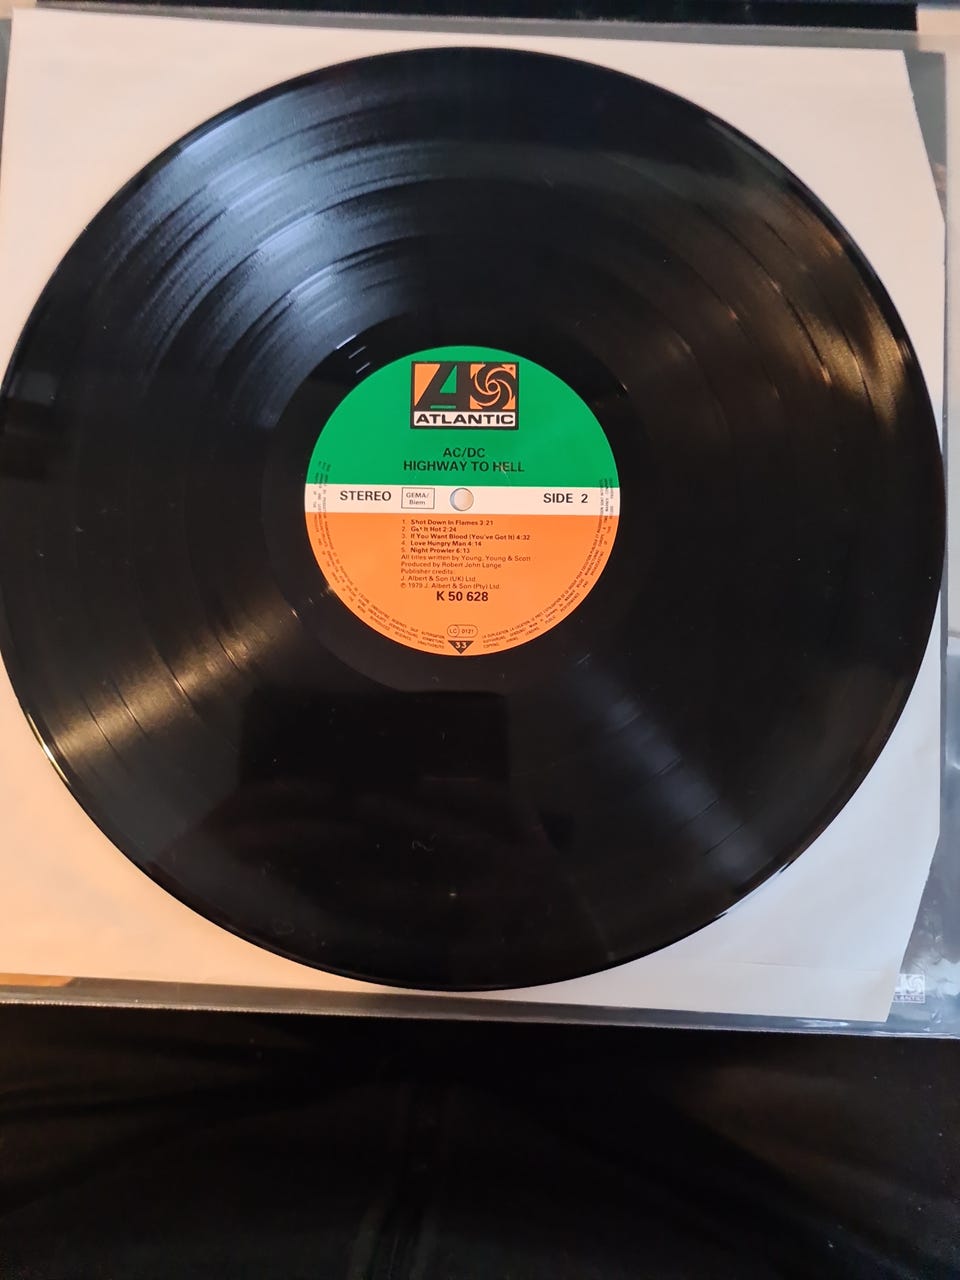 ATLANTIC
AC/DC
HIGHWAY TO HELL
STEREO GEMA/ Biem SIDE 2
1. Shot Down In Flames 3:21
2. Get It Hot 2:24
3. If You Want Blood (You've Got It) 4:32
4. Love Hungry Man 4:14
5. Night Prowler 6:13
All titles written by Young, Young & Scott
Produced by Robert John Lange
Publisher credits:
J. Albert & Son (UK) Ltd.
℗ 1979 J. Albert & Son (Pty) Ltd.
K 50 628
LC 0121
33
ATLANTIC